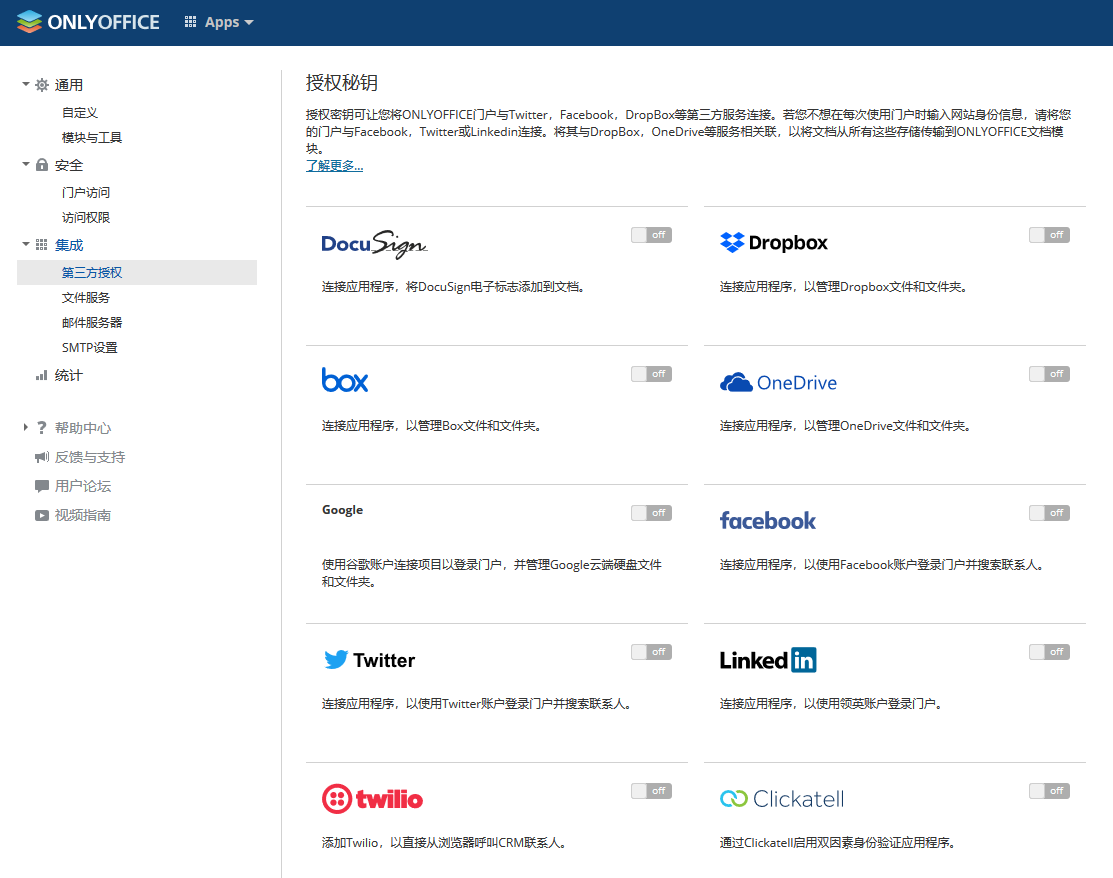 ONLYOFFICE Apps
通用
自定义
模块与工具
安全
门户访问
访问权限
集成
第三方授权
文件服务
邮件服务器
SMTP设置
统计
帮助中心
反馈与支持
用户论坛
视频指南
授权秘钥
授权密钥可让您将ONLYOFFICE门户与Twitter，Facebook，DropBox等第三方服务连接。若您不想在每次使用门户时输入网站身份信息，请将您
的门户与Facebook，Twitter或Linkedin连接。将其与DropBox，OneDrive等服务相关联，以将文档从所有这些存储传输到ONLYOFFICE文档模
块。
了解更多...
DocuSign off
连接应用程序，将DocuSign电子标志添加到文档。
Dropbox off
连接应用程序，以管理Dropbox文件和文件夹。
box off
连接应用程序，以管理Box文件和文件夹。
OneDrive off
连接应用程序，以管理OneDrive文件和文件夹。
Google off
使用谷歌账户连接项目以登录门户，并管理Google云端硬盘文件
和文件夹。
facebook off
连接应用程序，以使用Facebook账户登录门户并搜索联系人。
Twitter off
连接应用程序，以使用Twitter账户登录门户并搜索联系人。
Linked in off
连接应用程序，以使用领英账户登录门户。
twilio off
添加Twilio，以直接从浏览器呼叫CRM联系人。
Clickatell off
通过Clickatell启用双因素身份验证应用程序。